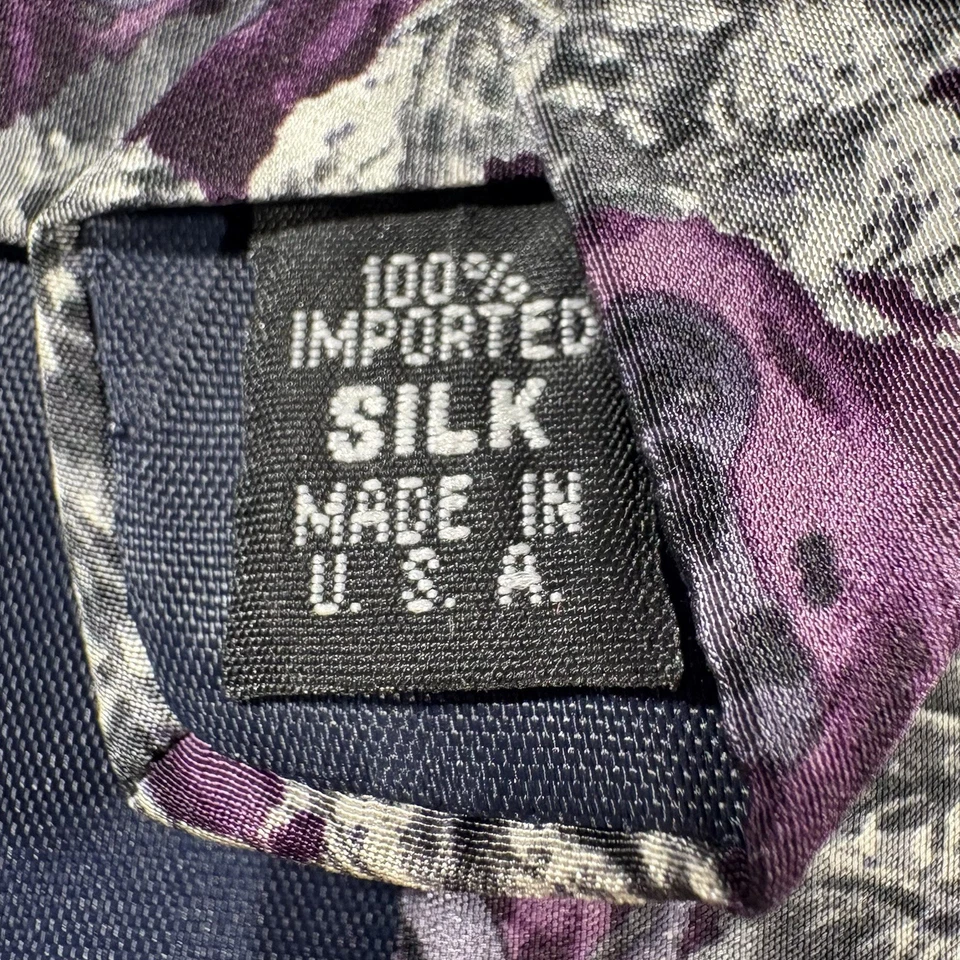 100%
IMPORTED
SILK
MADE IN
U. S. A.